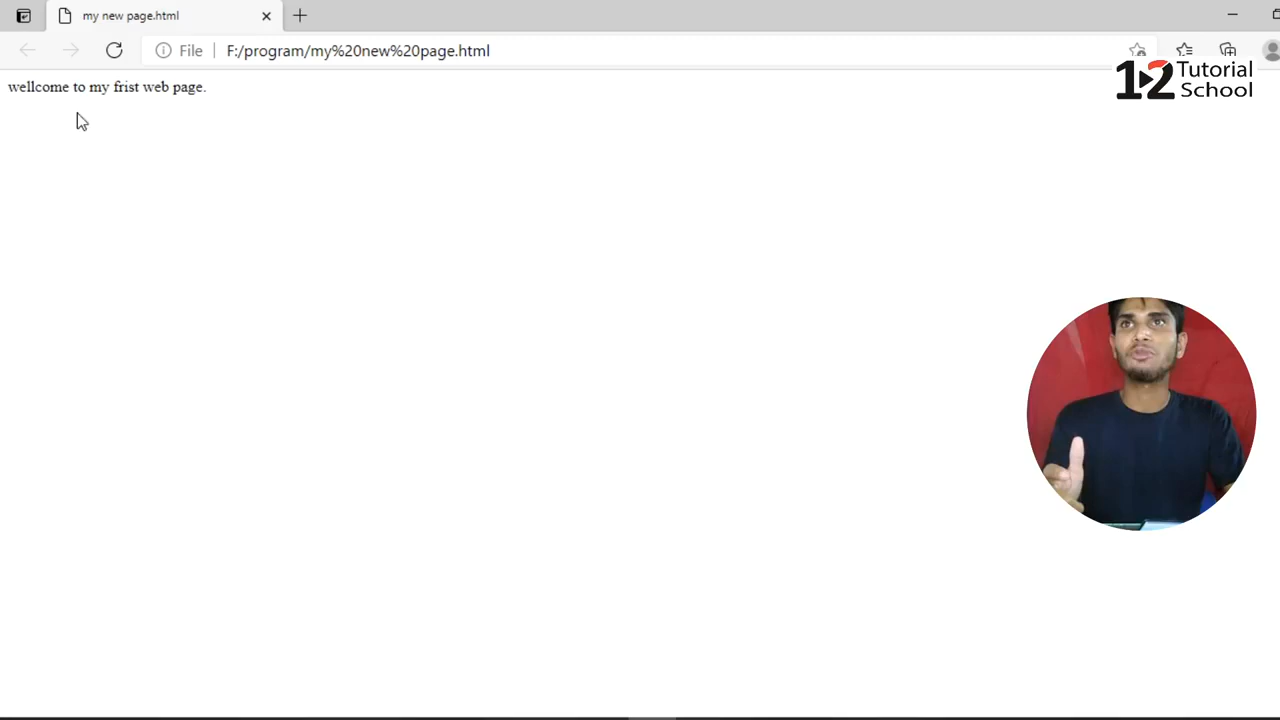 my new page.html
File
F:/program/my%20new%20page.html
wellcome to my frist web page.
12 Tutorial
School